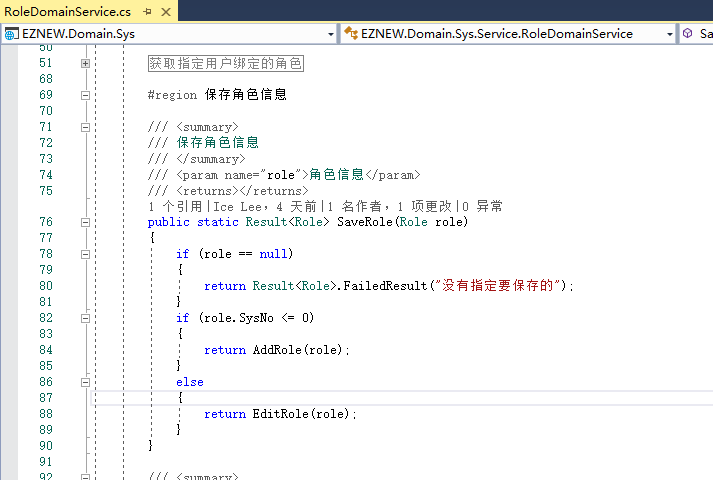 RoleDomainService.cs
EZNEW.Domain.Sys EZNEW.Domain.Sys.Service.RoleDomainService Sa
50
51 获取指定用户绑定的角色
68
69 #region 保存角色信息
70
71 /// <summary>
72 /// 保存角色信息
73 /// </summary>
74 /// <param name="role">角色信息</param>
75 /// <returns></returns>
1 个引用|Ice Lee，4 天前|1 名作者，1 项更改|0 异常
76 public static Result<Role> SaveRole(Role role)
77 {
78 if (role == null)
79 {
80 return Result<Role>.FailedResult("没有指定要保存的");
81 }
82 if (role.SysNo <= 0)
83 {
84 return AddRole(role);
85 }
86 else
87 {
88 return EditRole(role);
89 }
90 }
91
92 /// <summary>